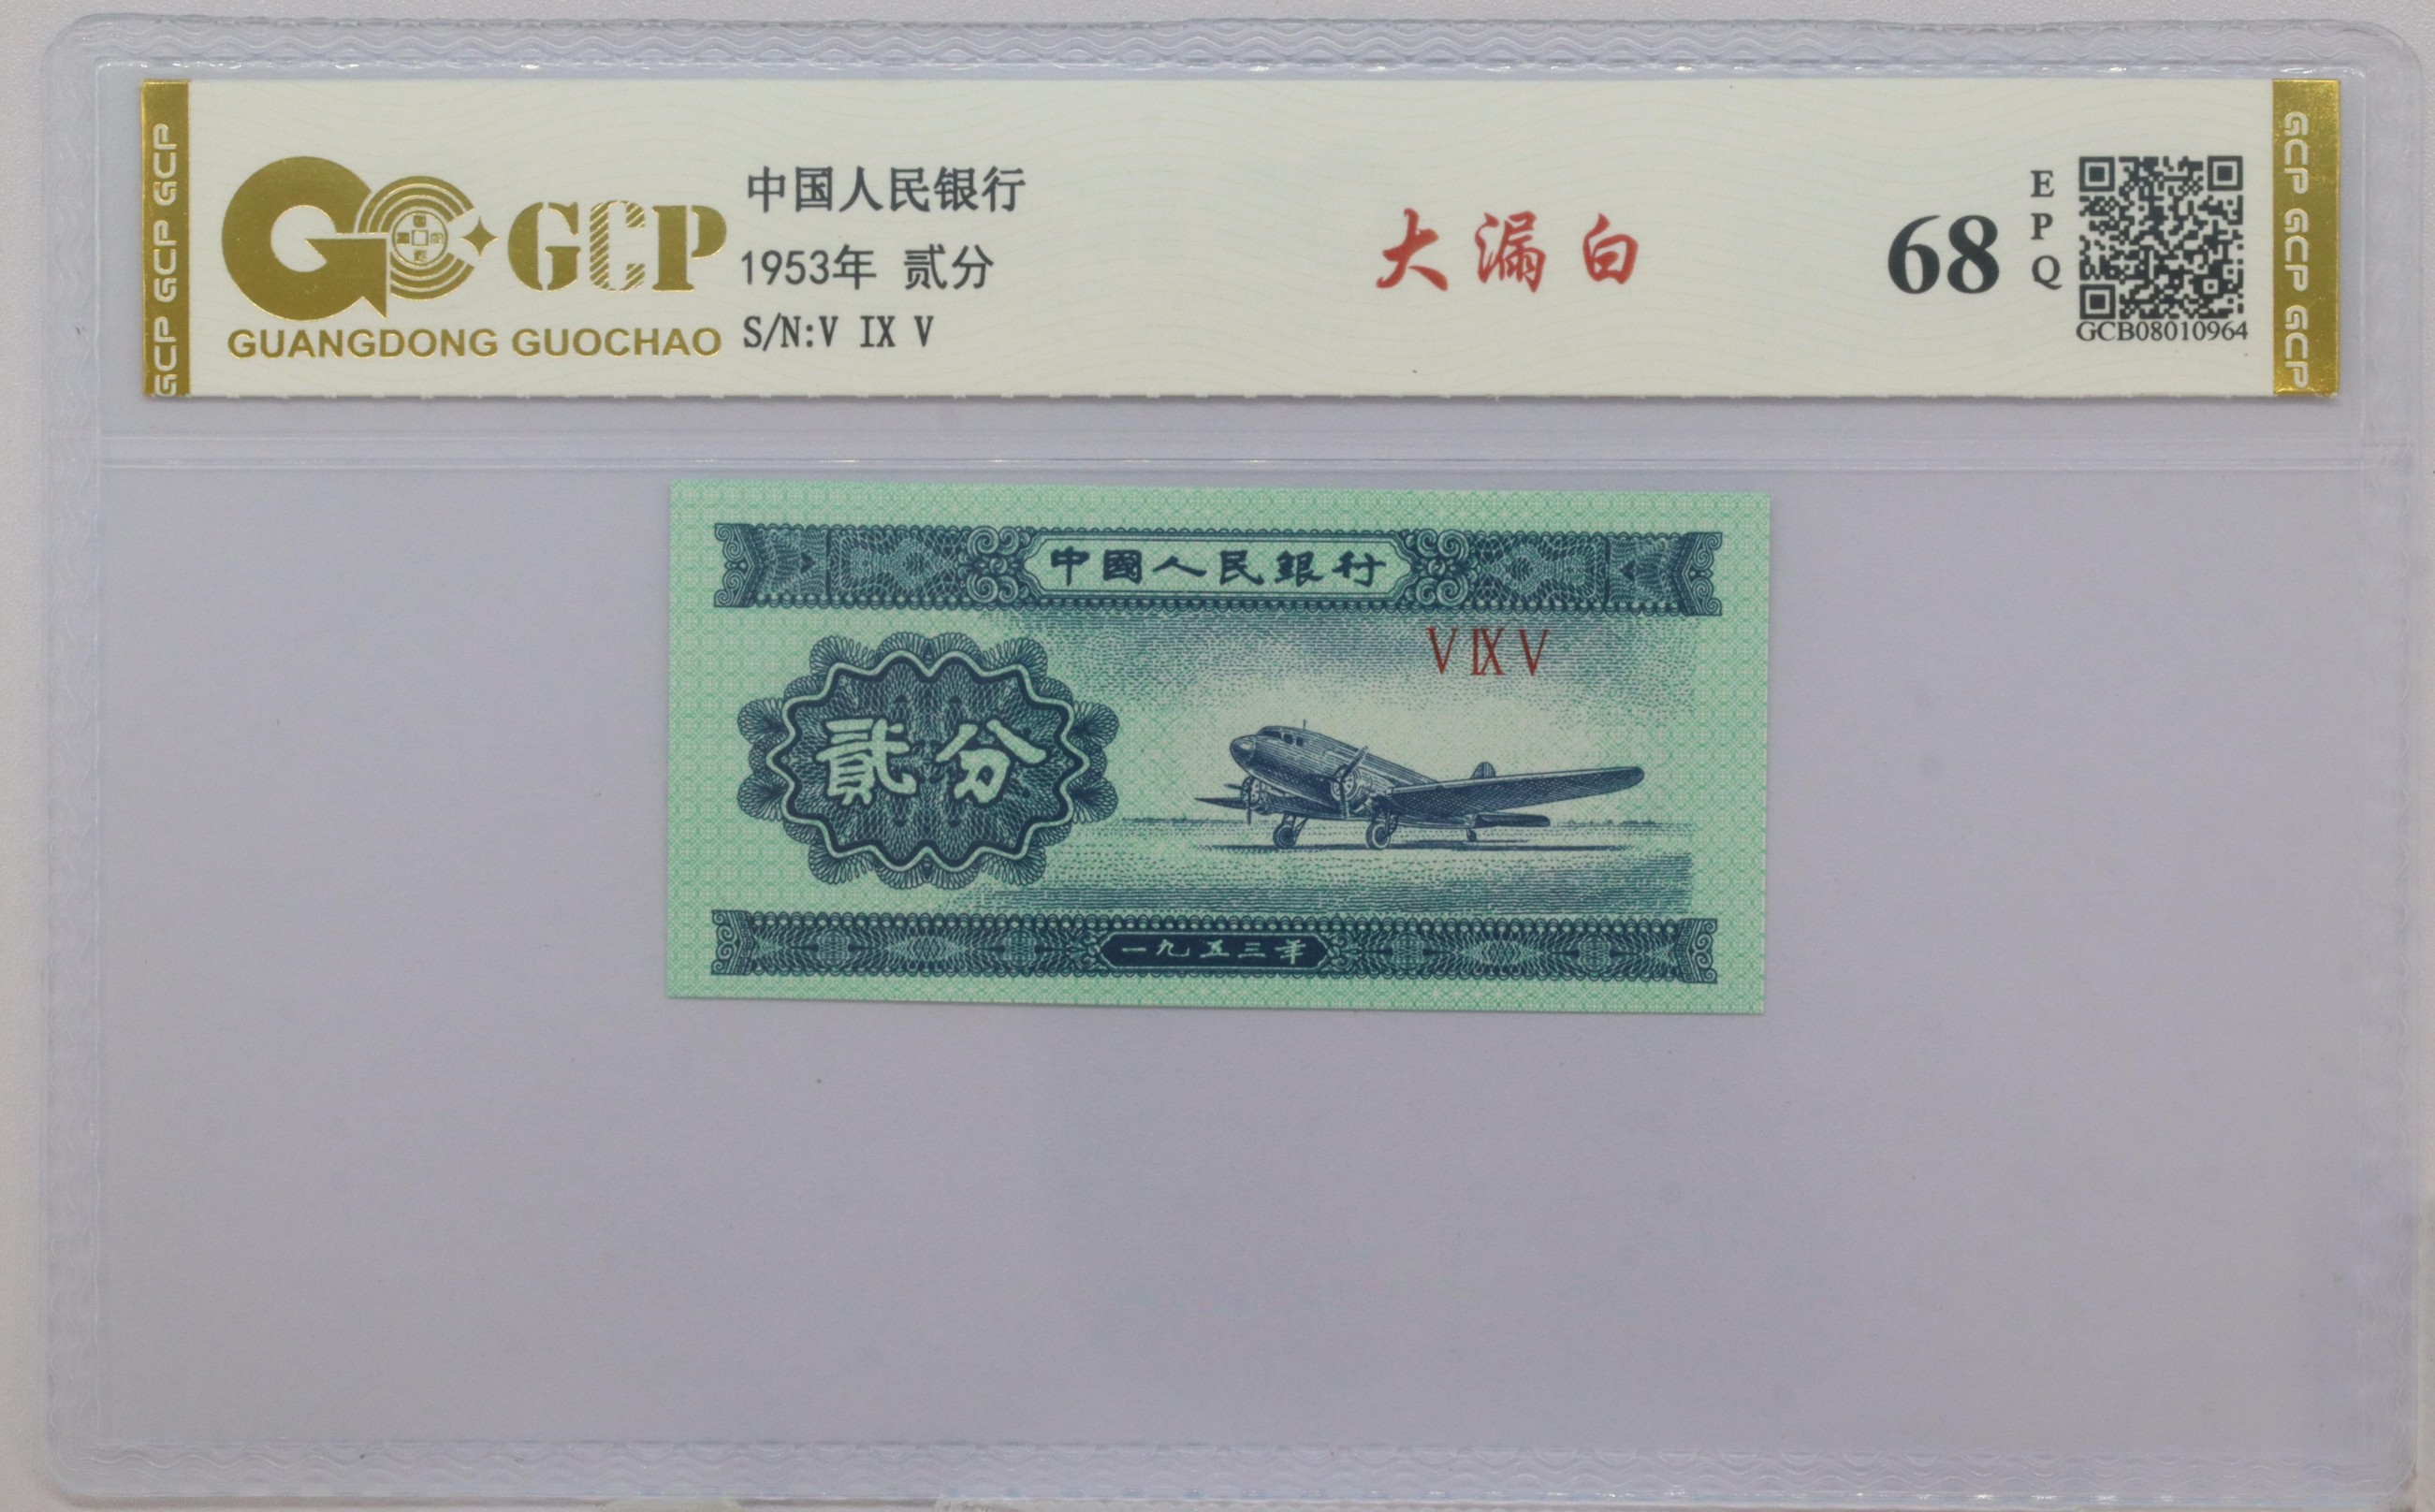 GCP GCP GCP
GCP
GUANGDONG GUOCHAO
中国人民银行
1953年 贰分
S/N:V IX V
大漏白
68
EPQ
GCB08010964
GCP GCP GCP
中國人民銀行
V IX V
貳分
一九五三年